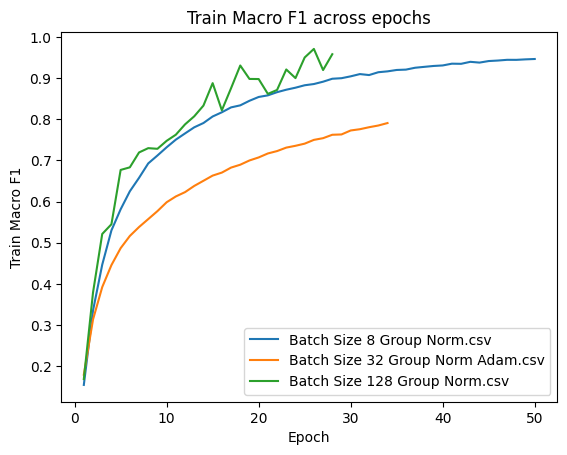 Train Macro F1 across epochs
1.0
0.9
0.8
0.7
0.6
0.5
0.4
0.3
0.2
Train Macro F1
Batch Size 8 Group Norm.csv
Batch Size 32 Group Norm Adam.csv
Batch Size 128 Group Norm.csv
0 10 20 30 40 50
Epoch